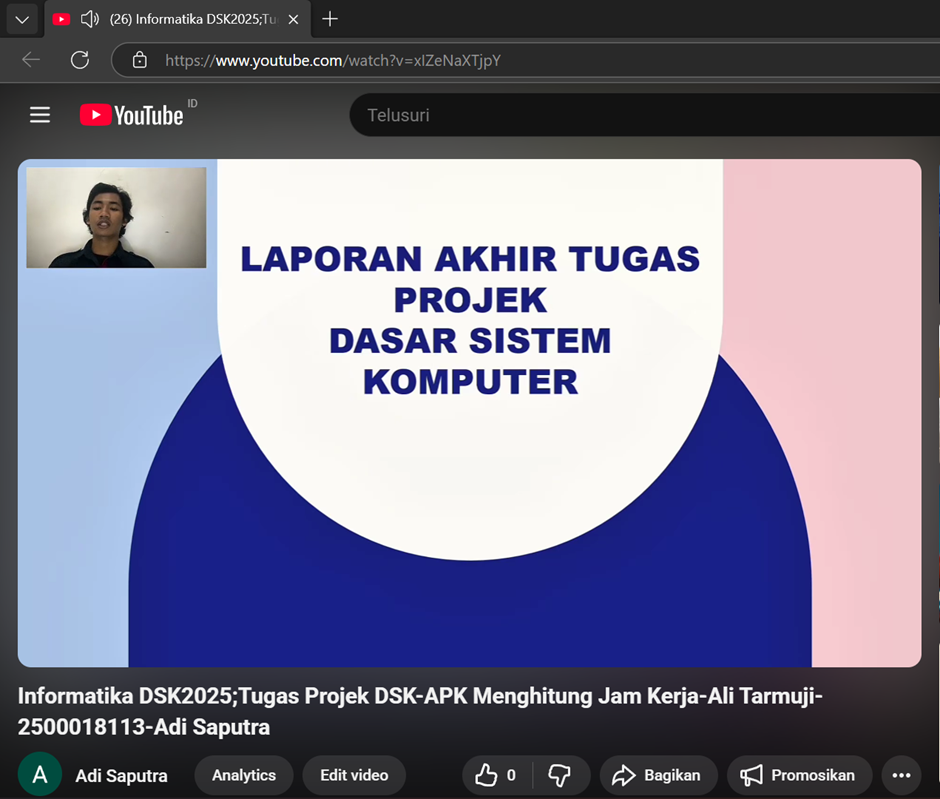 (26) Informatika DSK2025;Tu
https://www.youtube.com/watch?v=xIZeNaXTjpY
YouTube ID
Telusuri
LAPORAN AKHIR TUGAS
PROJEK
DASAR SISTEM
KOMPUTER
Informatika DSK2025;Tugas Projek DSK-APK Menghitung Jam Kerja-Ali Tarmuji-
2500018113-Adi Saputra
A Adi Saputra Analytics Edit video 0 Bagikan Promosikan